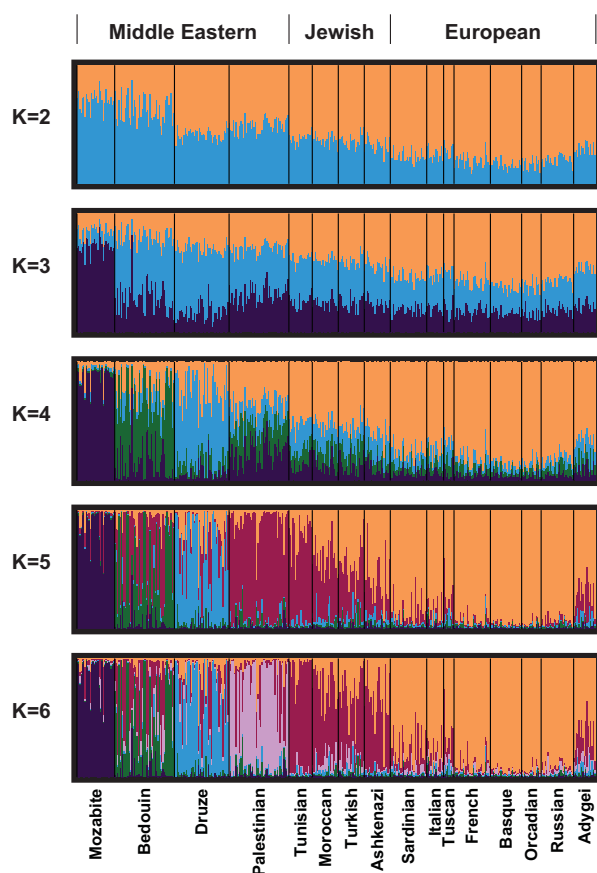 Middle Eastern Jewish European
K=2
K=3
K=4
K=5
K=6
Mozabite
Bedouin
Druze
Palestinian
Tunisian
Moroccan
Turkish
Ashkenazi
Sardinian
Italian
Tuscan
French
Basque
Orcadian
Russian
Adygei